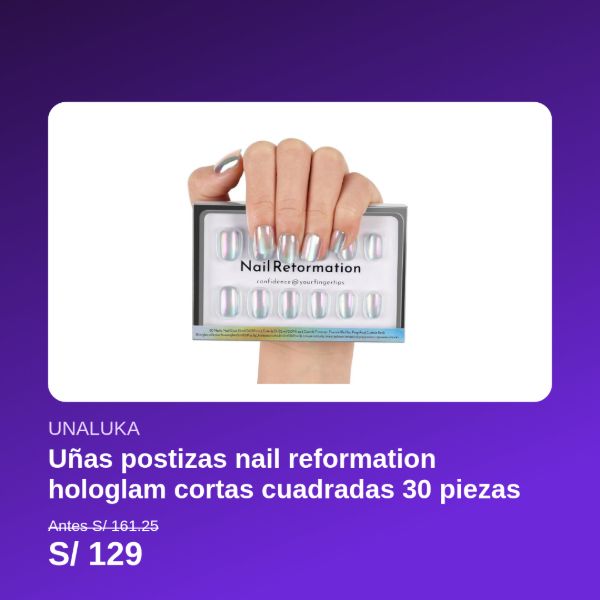 Nail Reformation
confidence@yourfingertips
UNALUKA
Uñas postizas nail reformation
hologlam cortas cuadradas 30 piezas
Antes S/ 161.25
S/ 129